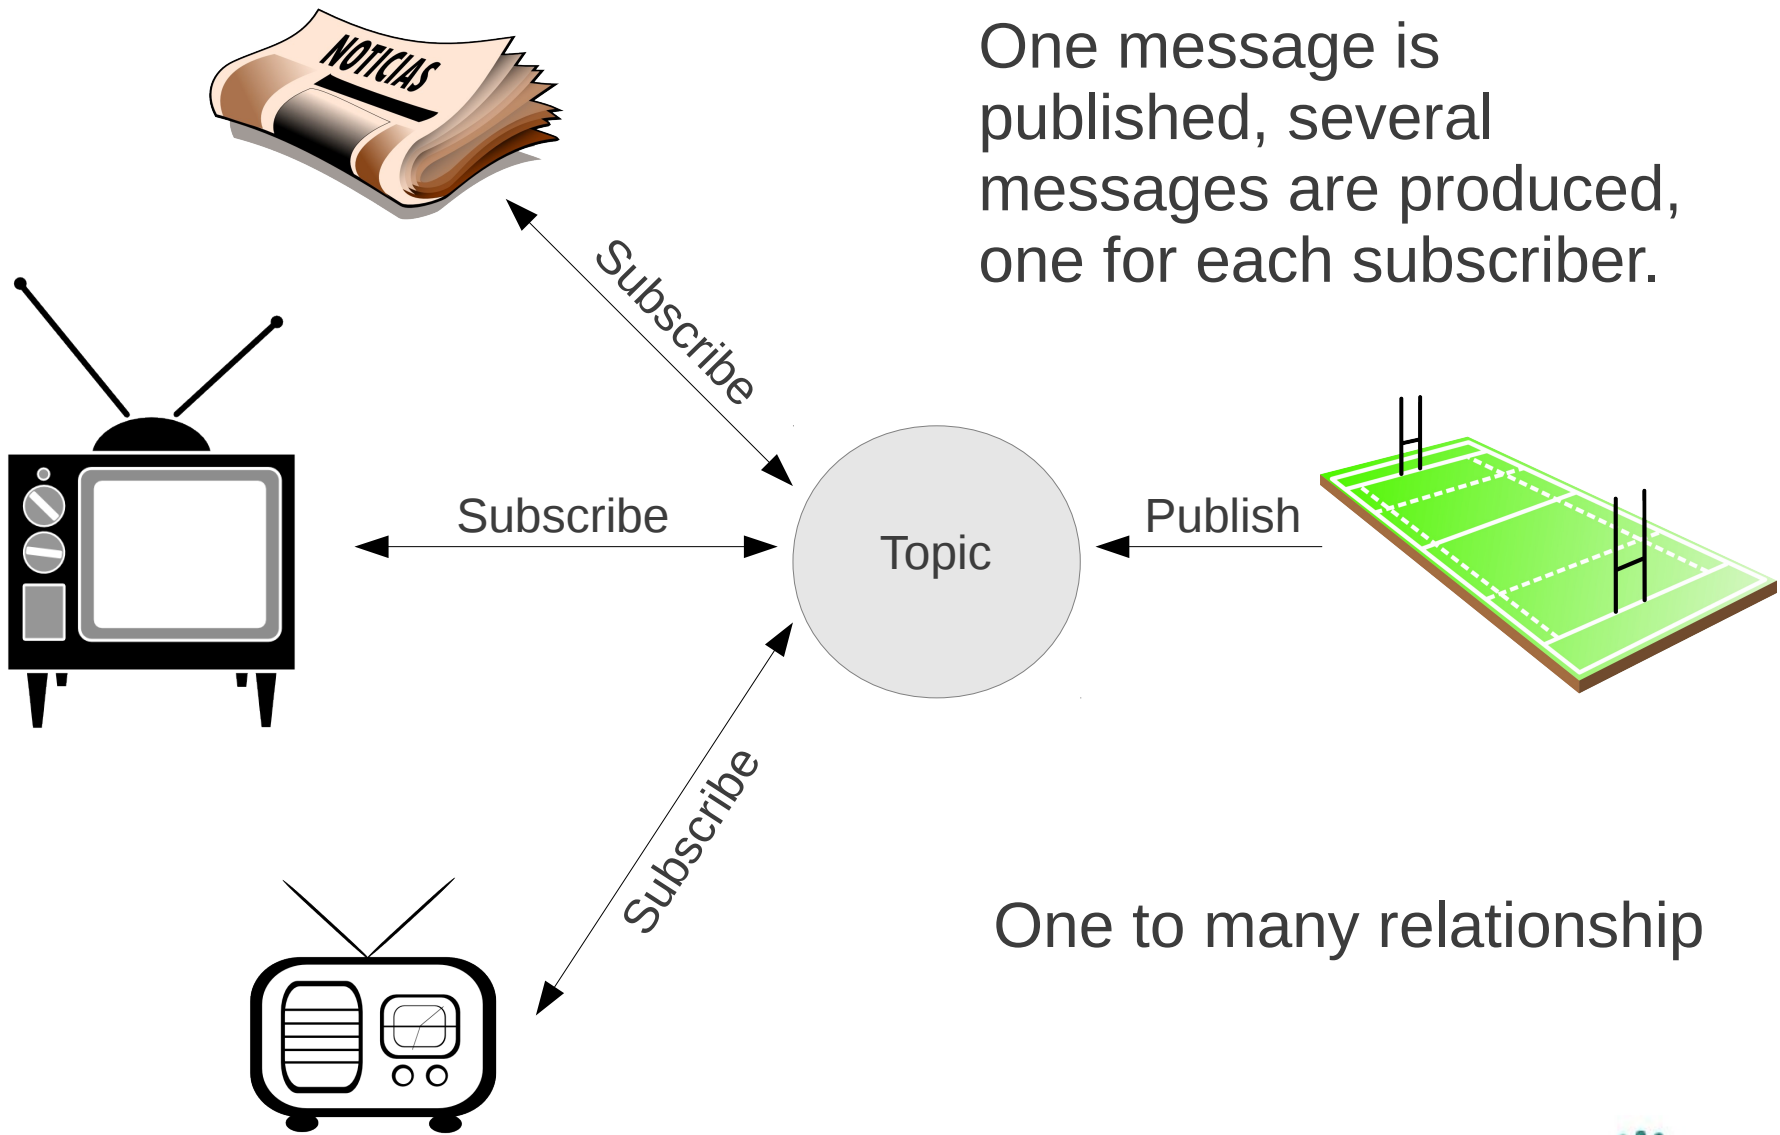 NOTICIAS
One message is
published, several
messages are produced,
one for each subscriber.
Subscribe
Subscribe
Topic
Publish
Subscribe
One to many relationship